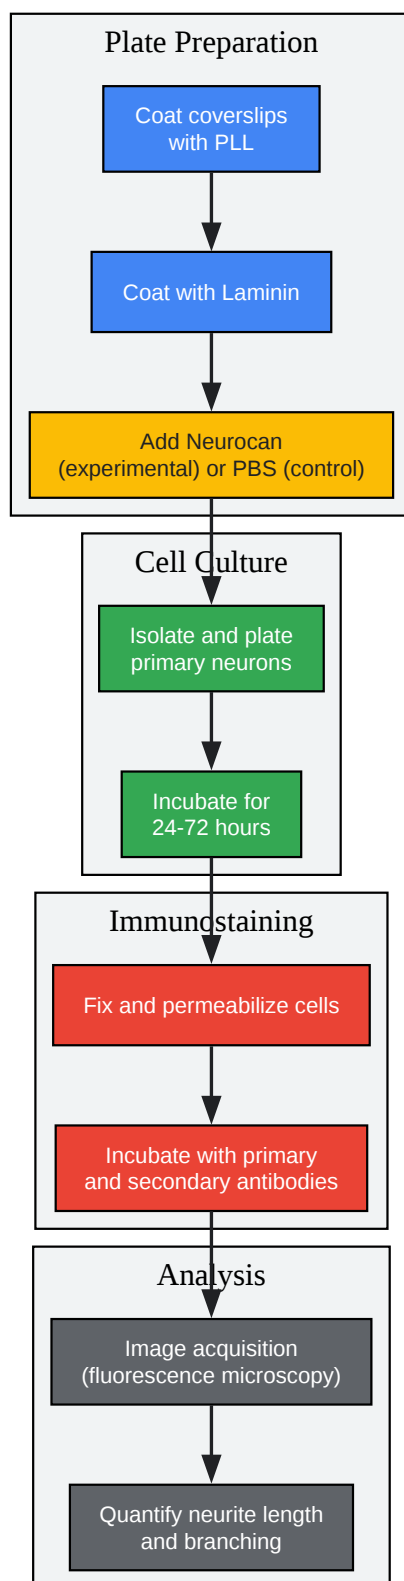 Plate Preparation
Coat coverslips
with PLL
Coat with Laminin
Add Neurocan
(experimental) or PBS (control)
Cell Culture
Isolate and plate
primary neurons
Incubate for
24-72 hours
Immunostaining
Fix and permeabilize cells
Incubate with primary
and secondary antibodies
Analysis
Image acquisition
(fluorescence microscopy)
Quantify neurite length
and branching